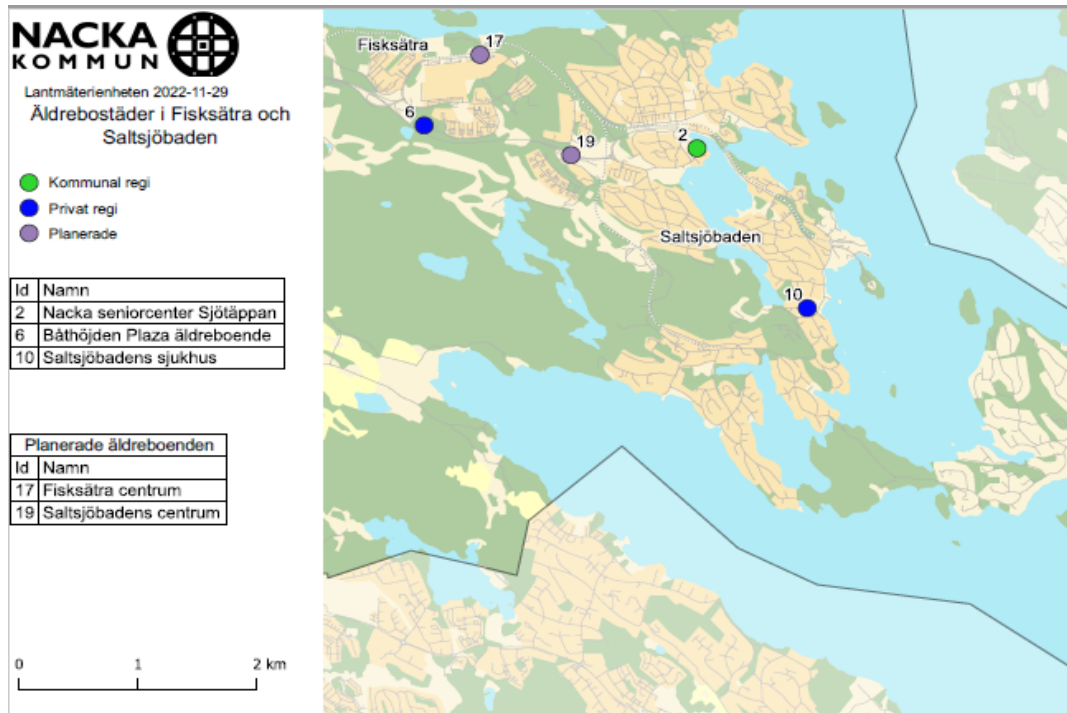 NACKA
KOMMUN
Lantmäterienheten 2022-11-29
Äldrebostäder i Fisksätra och
Saltsjöbaden
Kommunal regi
Privat regi
Planerade
Id Namn
2 Nacka seniorcenter Sjötäppan
6 Båthöjden Plaza äldreboende
10 Saltsjöbadens sjukhus
Planerade äldreboenden
Id Namn
17 Fisksätra centrum
19 Saltsjöbadens centrum
0 1 2 km
Fisksätra
17
6
19
2
Saltsjöbaden
10